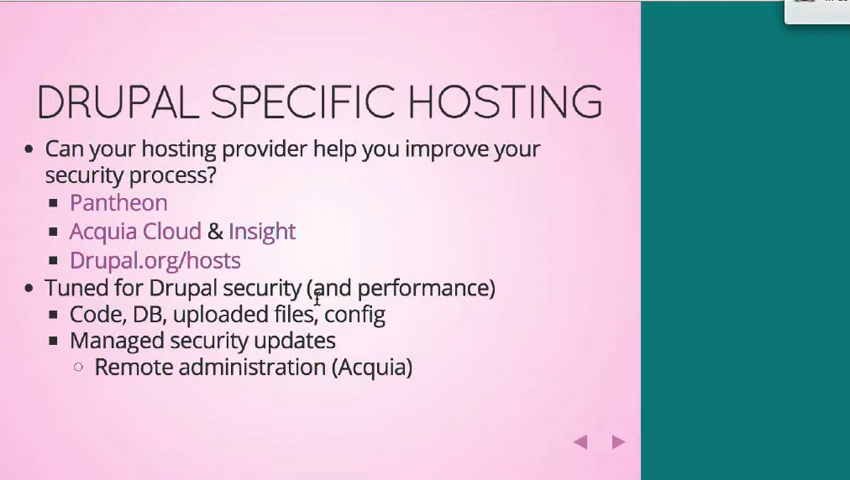 DRUPAL SPECIFIC HOSTING
Can your hosting provider help you improve your
security process?
Pantheon
Acquia Cloud & Insight
Drupal.org/hosts
Tuned for Drupal security (and performance)
Code, DB, uploaded files, config
Managed security updates
Remote administration (Acquia)